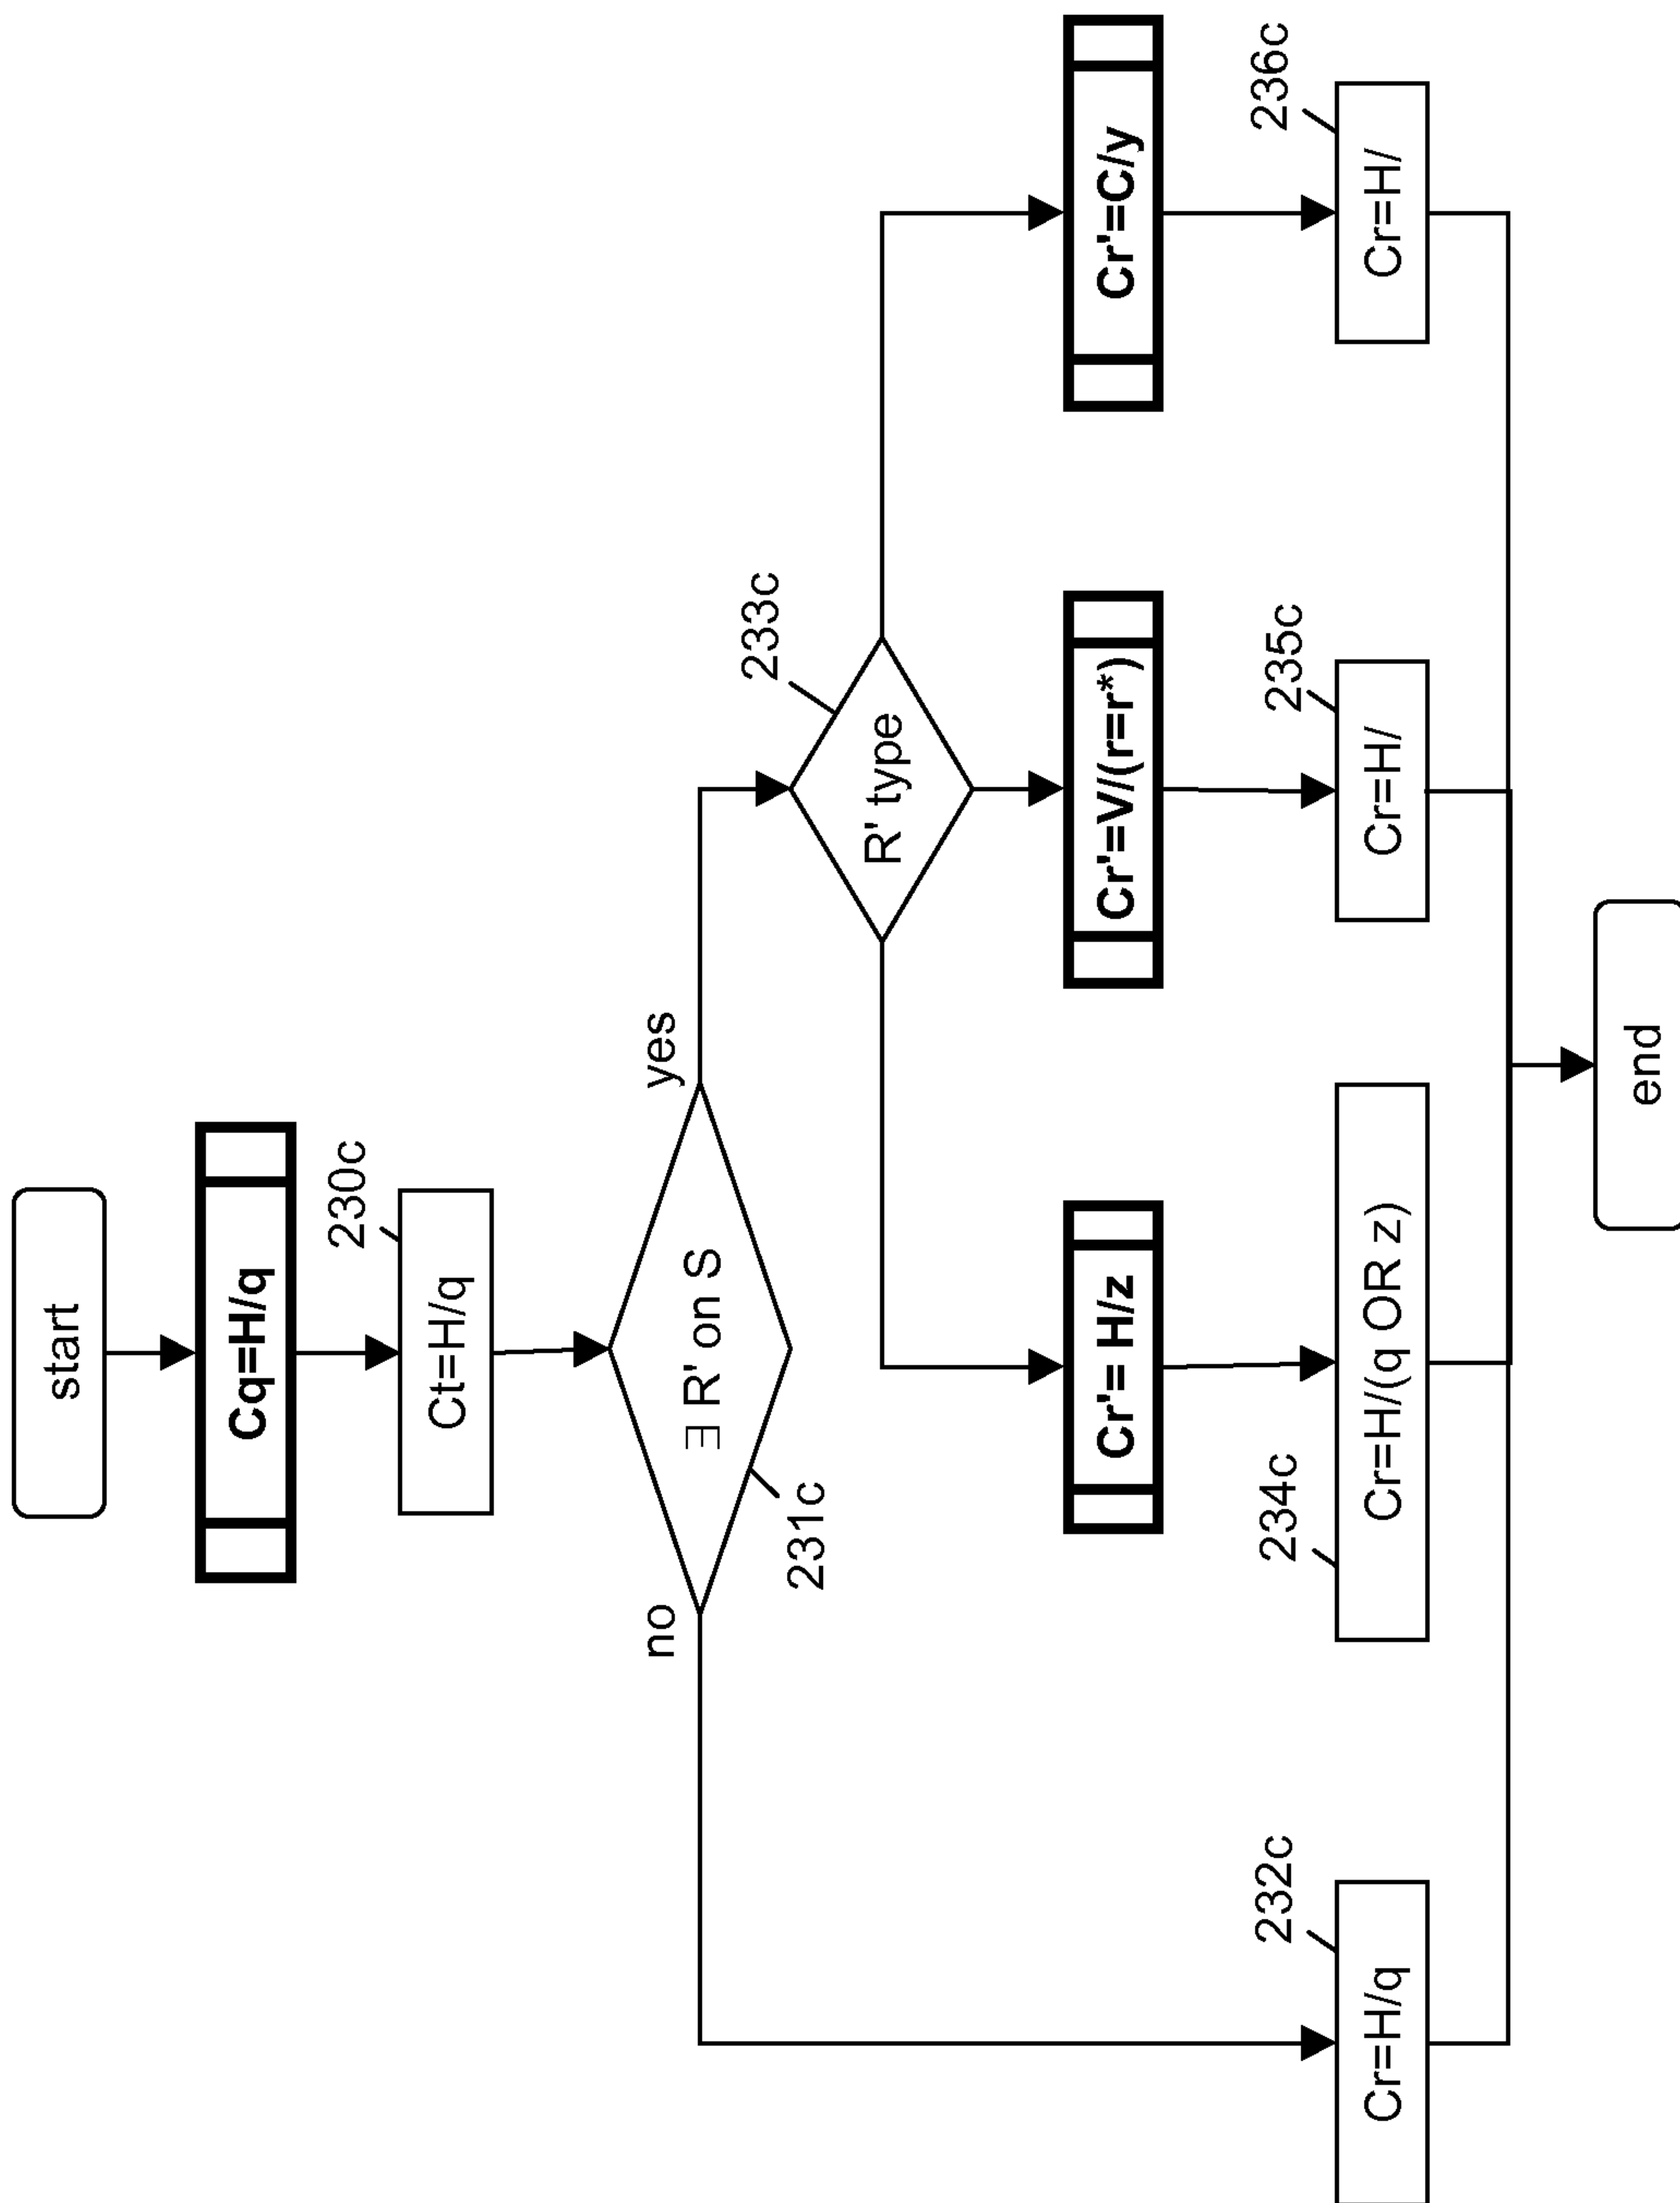 start
Cq=H/q
230c
Ct=H/q
∃ R' on S
231c
no
yes
233c
R' type
Cr'= H/z
Cr'=V/(r=r*)
Cr'=C/y
232c
234c
235c
236c
Cr=H/q
Cr=H/(q OR z)
Cr=H/
Cr=H/
end